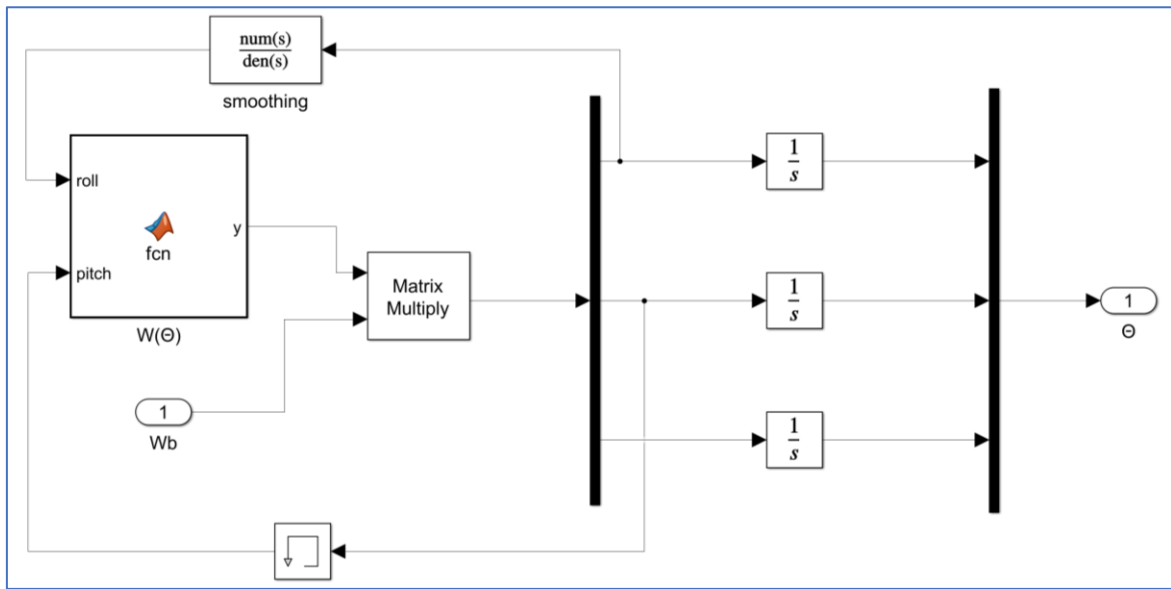 num(s)
den(s)
smoothing
roll
fcn
y
pitch
W(Θ)
Matrix
Multiply
1
Wb
1
s
1
s
1
s
1
Θ